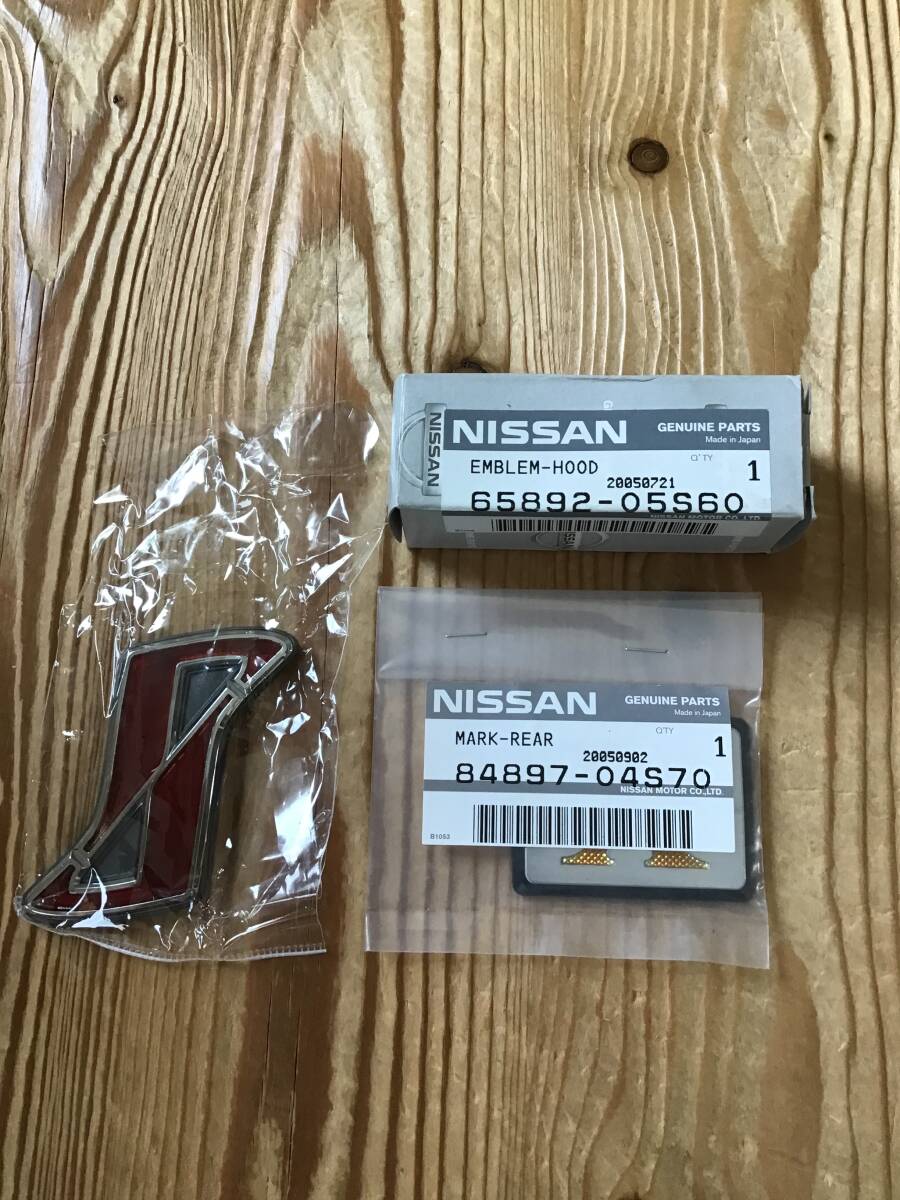 NISSAN
NISSAN
GENUINE PARTS
Made in Japan
EMBLEM-HOOD
Q'TY
1
20050721
65892-05S60
NISSAN MOTOR CO.,LTD.
NISSAN
GENUINE PARTS
Made in Japan
MARK-REAR
Q'TY
1
20050902
84897-04S70
NISSAN MOTOR CO.,LTD.
B1053